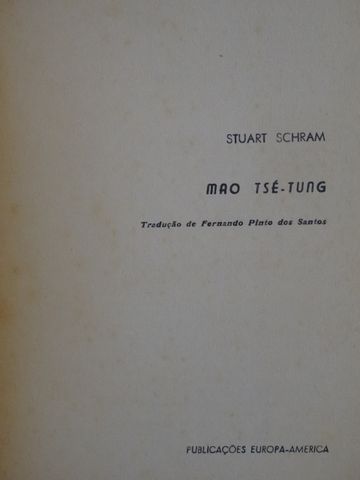 STUART SCHRAM
MAO TSÉ-TUNG
Tradução de Fernando Pinto dos Santos
PUBLICAÇÕES EUROPA-AMERICA